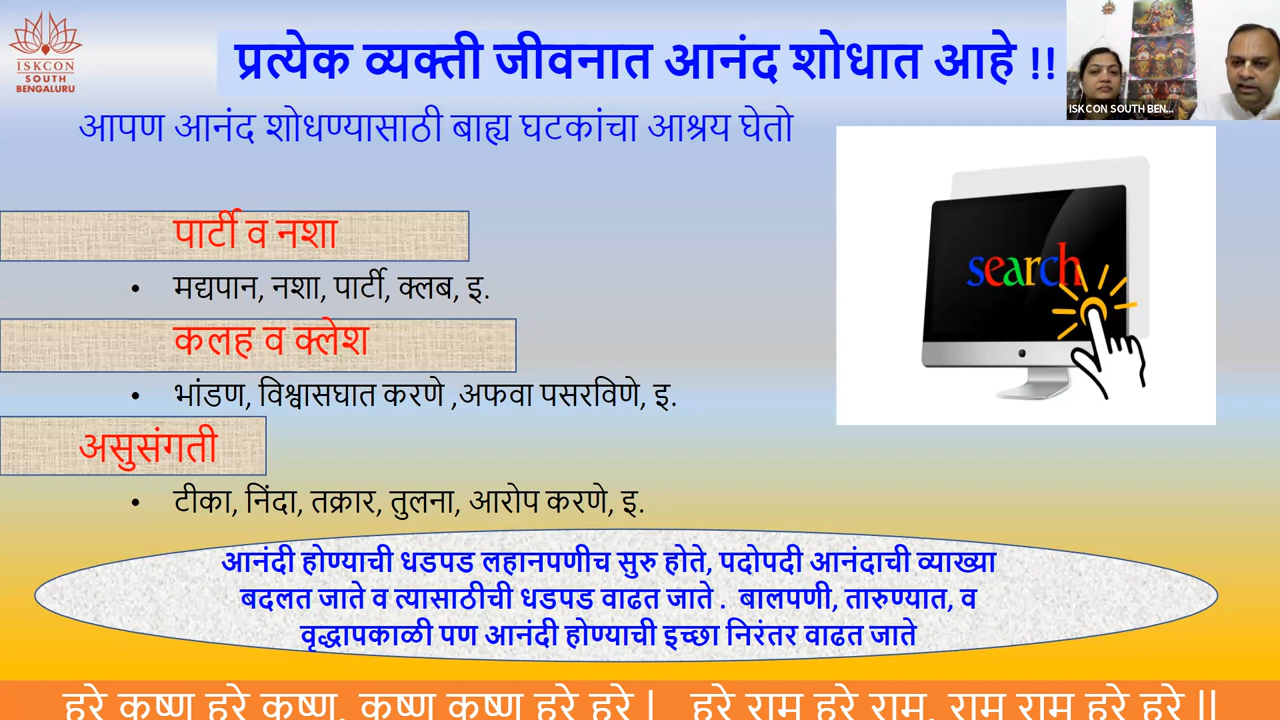 ISKCON
SOUTH
BENGALURU
प्रत्येक व्यक्ती जीवनात आनंद शोधात आहे !!
ISKCON SOUTH BEN...
आपण आनंद शोधण्यासाठी बाह्य घटकांचा आश्रय घेतो
पार्टी व नशा
• मद्यपान, नशा, पार्टी, क्लब, इ.
search
कलह व क्लेश
• भांडण, विश्वासघात करणे ,अफवा पसरविणे, इ.
असुसंगती
• टीका, निंदा, तक्रार, तुलना, आरोप करणे, इ.
आनंदी होण्याची धडपड लहानपणीच सुरु होते, पदोपदी आनंदाची व्याख्या
बदलत जाते व त्यासाठीची धडपड वाढत जाते . बालपणी, तारुण्यात, व
वृद्धापकाळी पण आनंदी होण्याची इच्छा निरंतर वाढत जाते
हरे कृष्ण हरे कृष्ण, कृष्ण कृष्ण हरे हरे | हरे राम हरे राम, राम राम हरे हरे ||